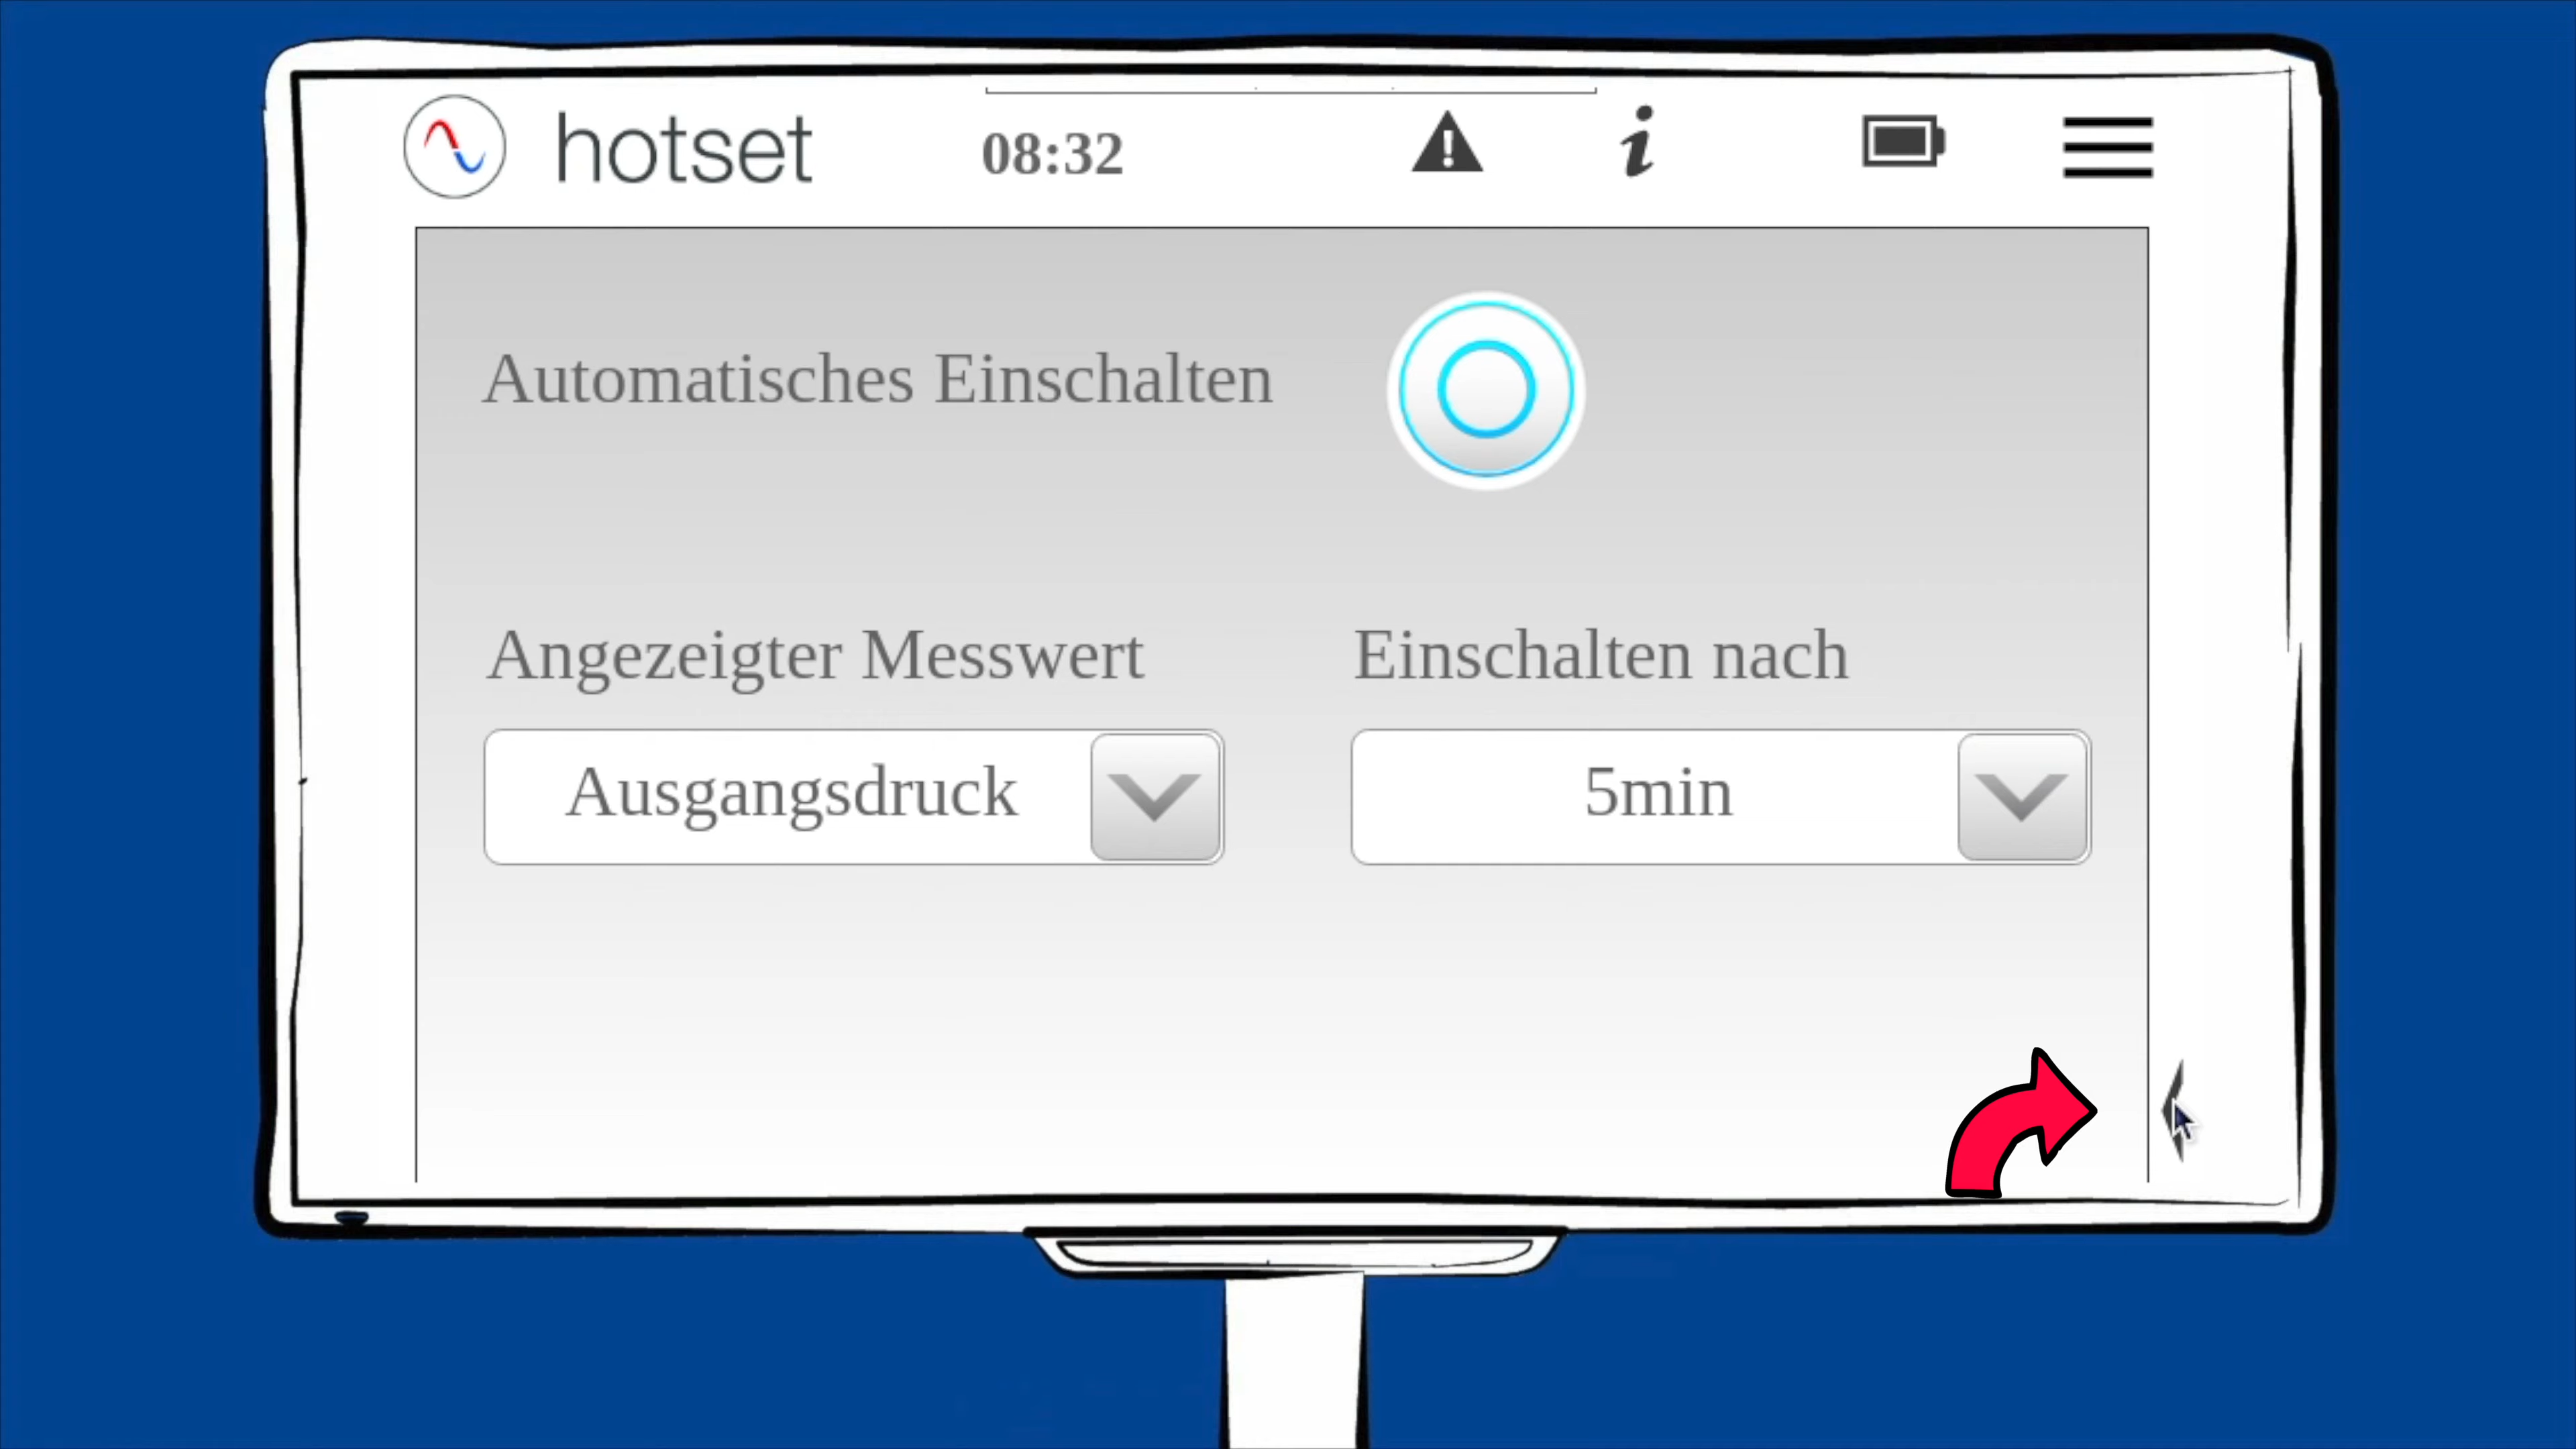 hotset
08:32
Automatisches Einschalten
Angezeigter Messwert
Einschalten nach
Ausgangsdruck
5min